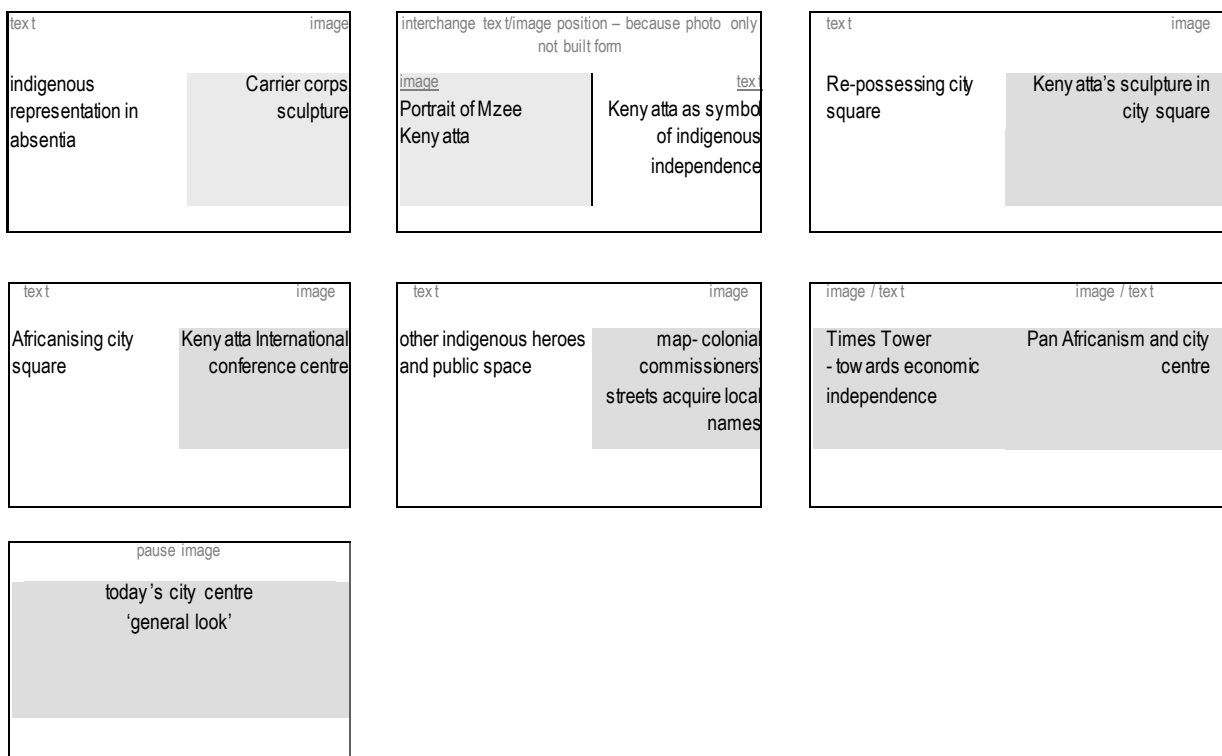 text image
indigenous
representation in
absentia
Carrier corps
sculpture
interchange text/image position – because photo only
not built form
image text
Portrait of Mzee
Kenyatta
Kenyatta as symbol
of indigenous
independence
text image
Re-possessing city
square
Kenyatta's sculpture in
city square
text image
Africanising city
square
Kenyatta International
conference centre
text image
other indigenous heroes
and public space
map- colonial
commissioners'
streets acquire local
names
image / text image / text
Times Tower
- towards economic
independence
Pan Africanism and city
centre
pause image
today's city centre
'general look'